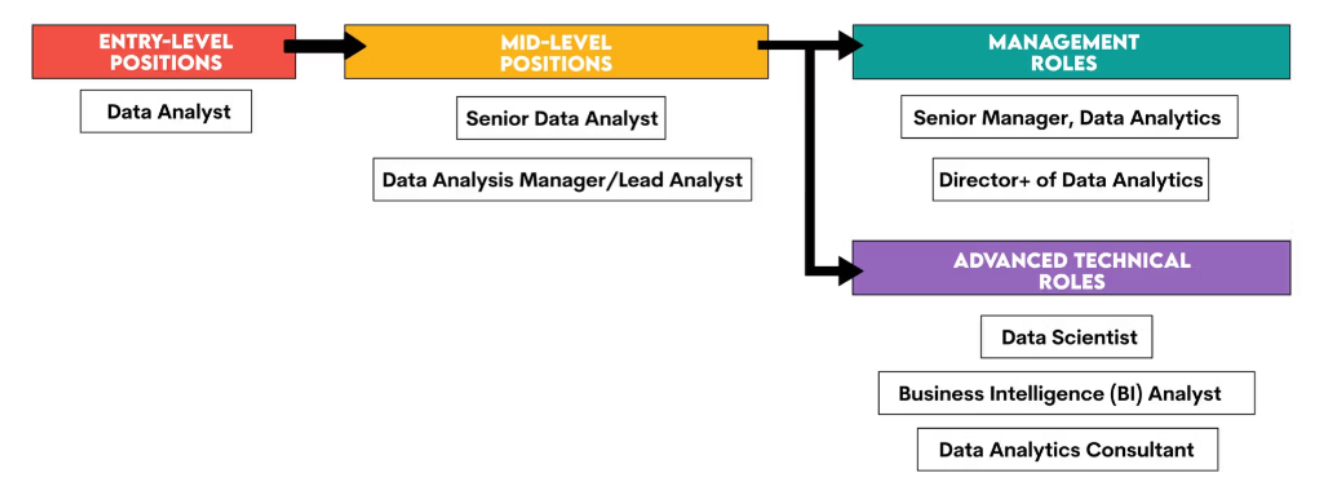 ENTRY-LEVEL
POSITIONS
Data Analyst
MID-LEVEL
POSITIONS
Senior Data Analyst
Data Analysis Manager/Lead Analyst
MANAGEMENT
ROLES
Senior Manager, Data Analytics
Director+ of Data Analytics
ADVANCED TECHNICAL
ROLES
Data Scientist
Business Intelligence (BI) Analyst
Data Analytics Consultant